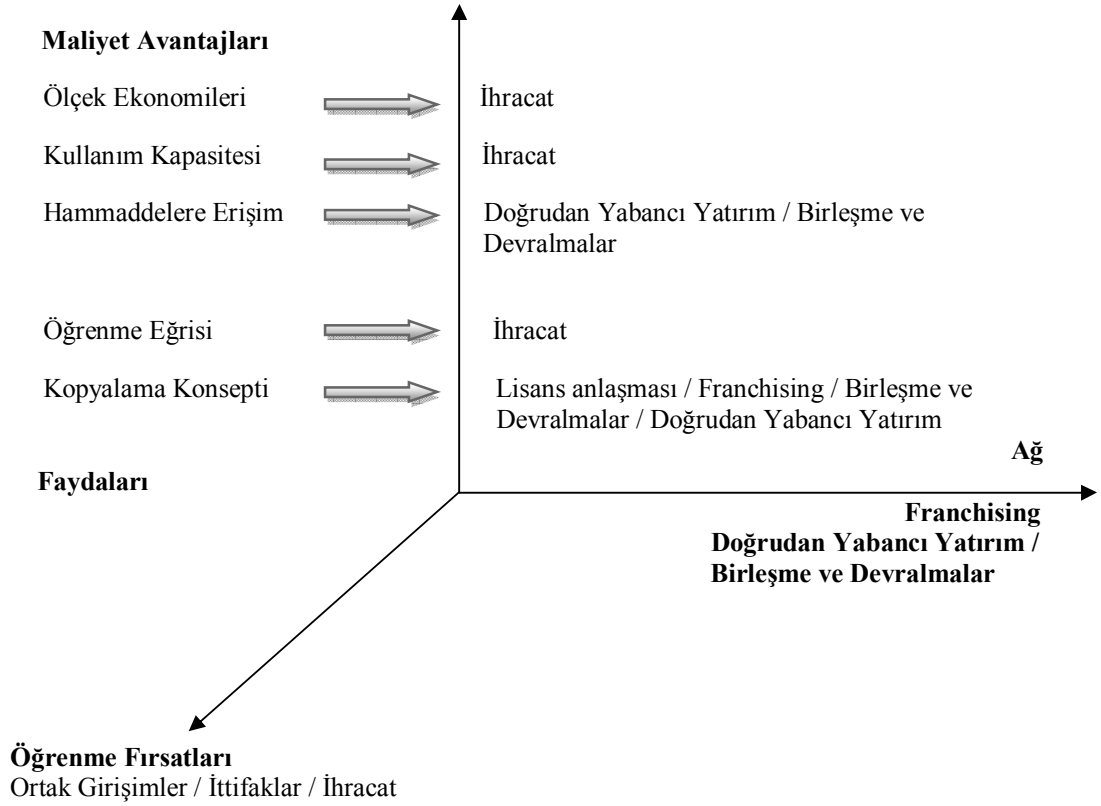 Maliyet Avantajları
Ölçek Ekonomileri İhracat
Kullanım Kapasitesi İhracat
Hammaddelere Erişim Doğrudan Yabancı Yatırım / Birleşme ve
Devralmalar
Öğrenme Eğrisi İhracat
Kopyalama Konsepti Lisans anlaşması / Franchising / Birleşme ve
Devralmalar / Doğrudan Yabancı Yatırım
Ağ
Faydaları
Franchising
Doğrudan Yabancı Yatırım /
Birleşme ve Devralmalar
Öğrenme Fırsatları
Ortak Girişimler / İttifaklar / İhracat